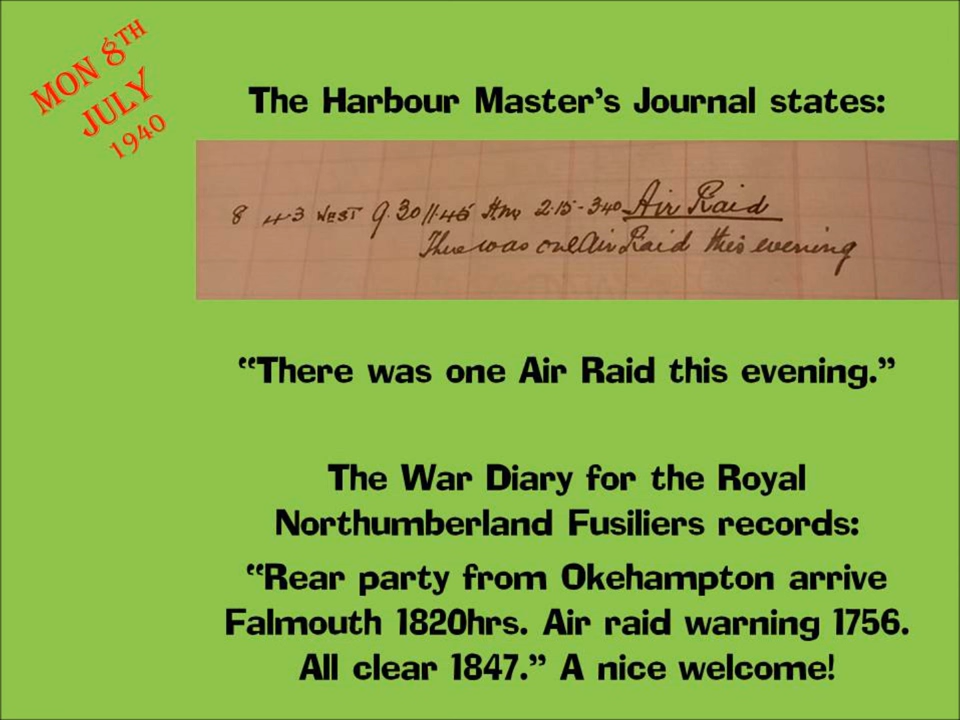 MON 8TH
JULY
1940
The Harbour Master’s Journal states:
8 43 WEST 9.30 11.45 2.15-3.40 Air Raid
There was one Air Raid this evening
“There was one Air Raid this evening.”
The War Diary for the Royal
Northumberland Fusiliers records:
“Rear party from Okehampton arrive
Falmouth 1820hrs. Air raid warning 1756.
All clear 1847.” A nice welcome!